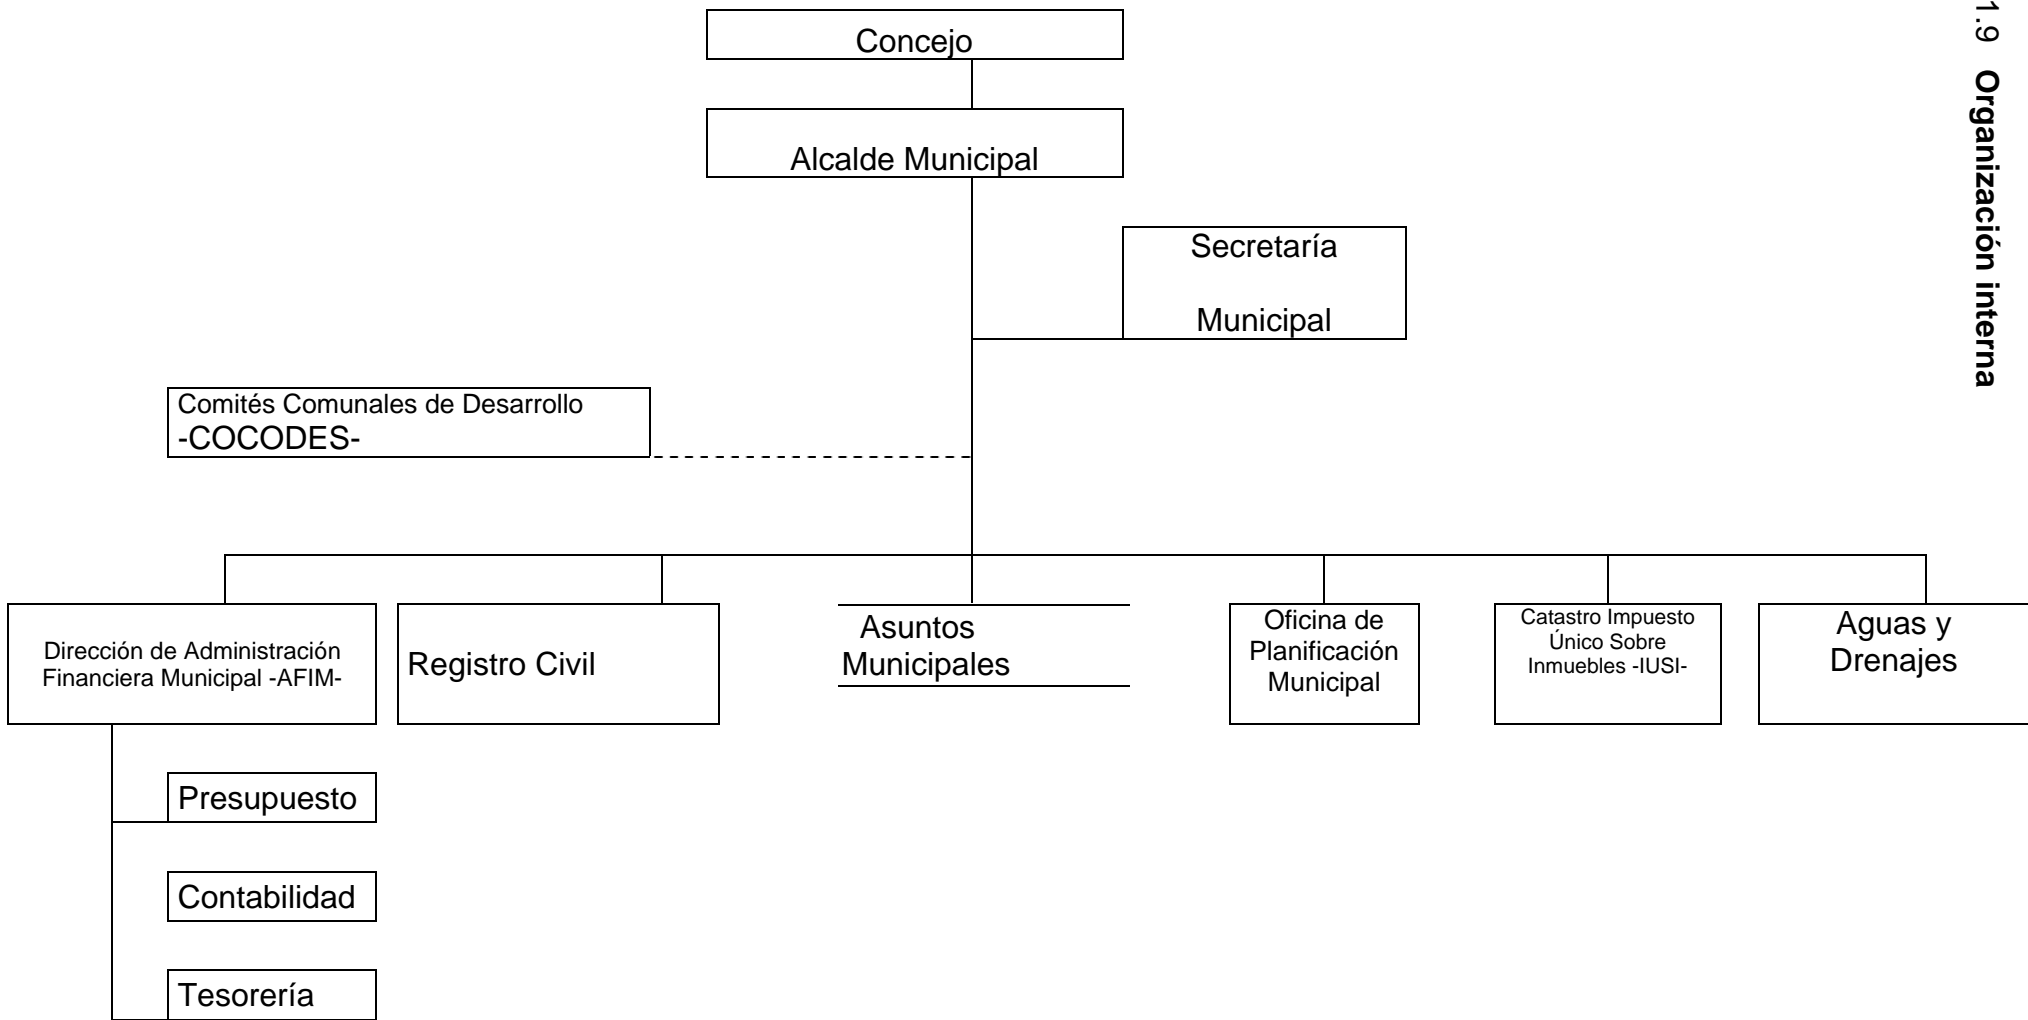 1.9 Organización interna
Concejo
Alcalde Municipal
Secretaría
Municipal
Comités Comunales de Desarrollo
-COCODES-
Dirección de Administración
Financiera Municipal -AFIM-
Registro Civil
Asuntos
Municipales
Oficina de
Planificación
Municipal
Catastro Impuesto
Único Sobre
Inmuebles -IUSI-
Aguas y
Drenajes
Presupuesto
Contabilidad
Tesorería